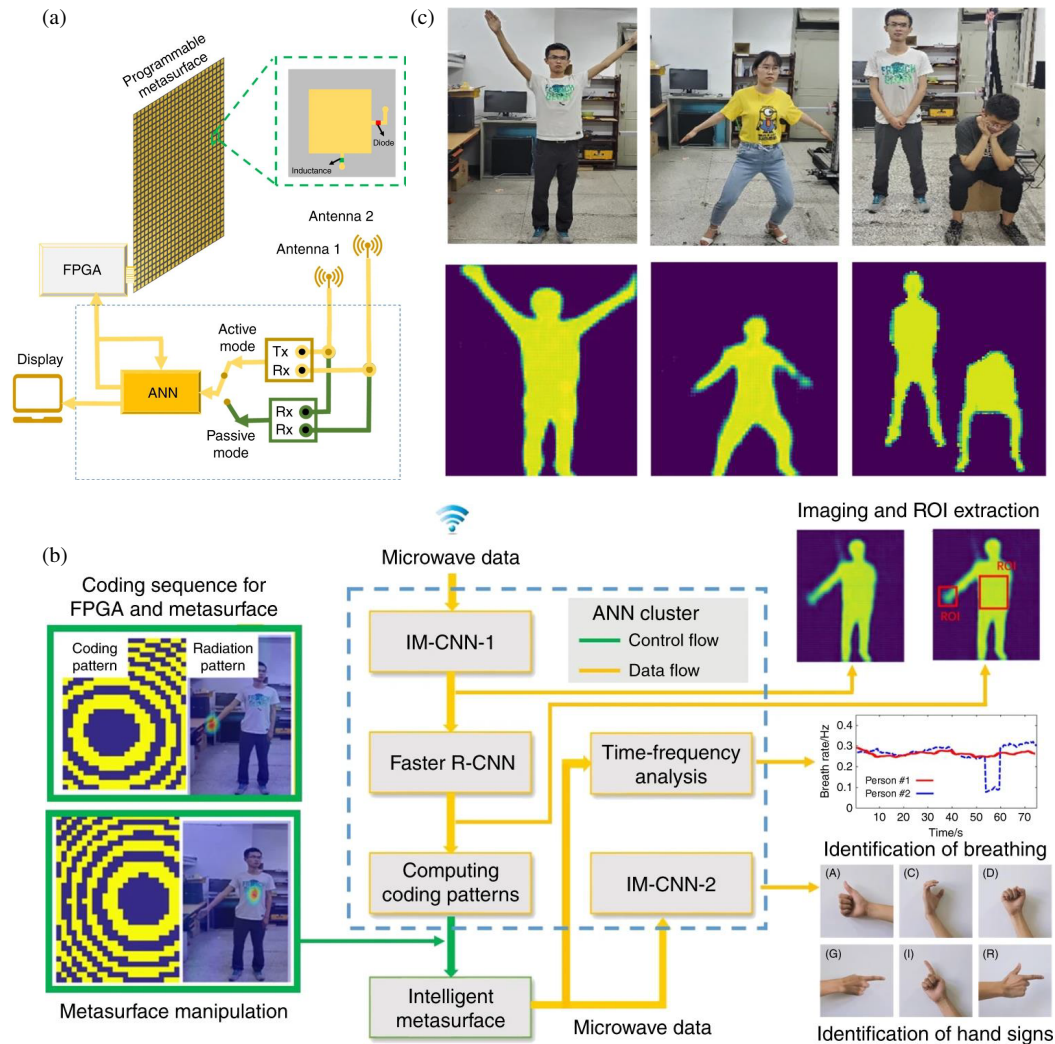 (a)
Programmable
metasurface
Diode
Inductance
Antenna 2
Antenna 1
FPGA
Active
mode
Tx
Rx
Display
ANN
Rx
Rx
Passive
mode
(c)
(b)
Microwave data
Coding sequence for
FPGA and metasurface
Coding
pattern
Radiation
pattern
Metasurface manipulation
IM-CNN-1
ANN cluster
Control flow
Data flow
Faster R-CNN
Time-frequency
analysis
Computing
coding patterns
IM-CNN-2
Intelligent
metasurface
Microwave data
Imaging and ROI extraction
ROI
ROI
Breath rate/Hz
0.4
0.3
0.2
0.1
0
Person #1
Person #2
0 10 20 30 40 50 60 70
Time/s
Identification of breathing
(A)
(C)
(D)
(G)
(I)
(R)
Identification of hand signs